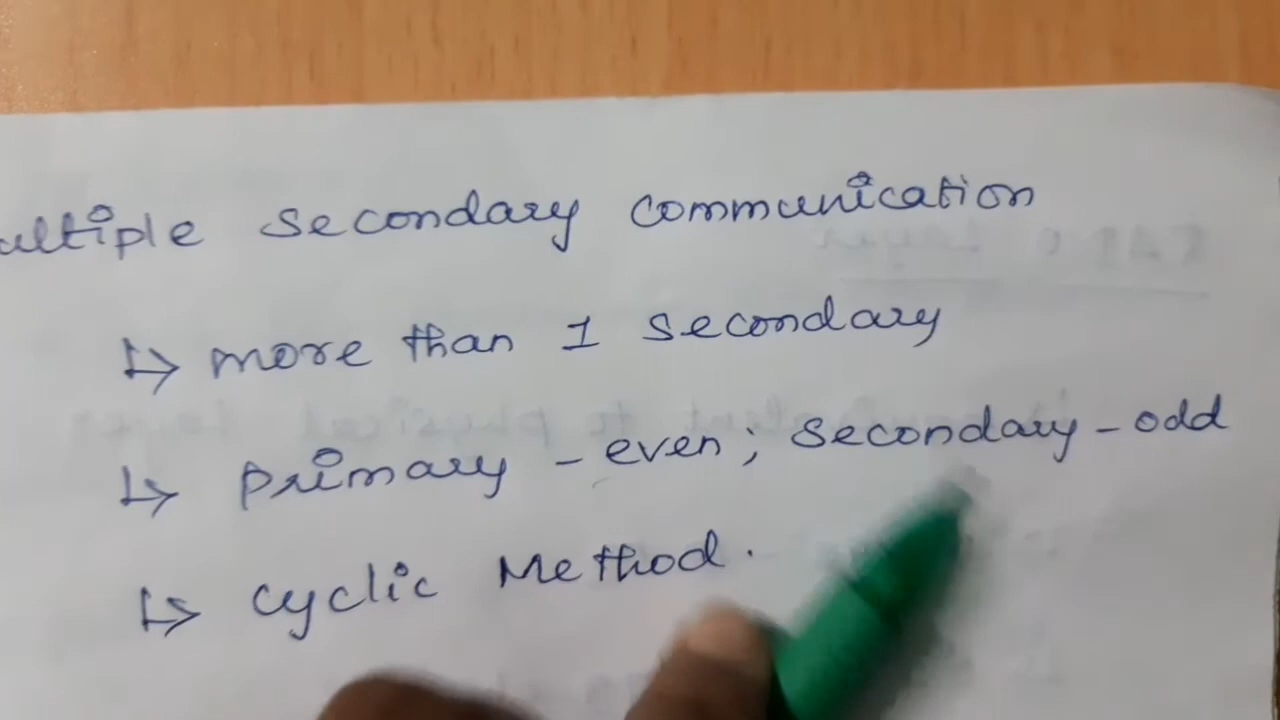 ultiple secondary communication
↳ more than 1 secondary
↳ primary - even ; secondary - odd
↳ cyclic Method.